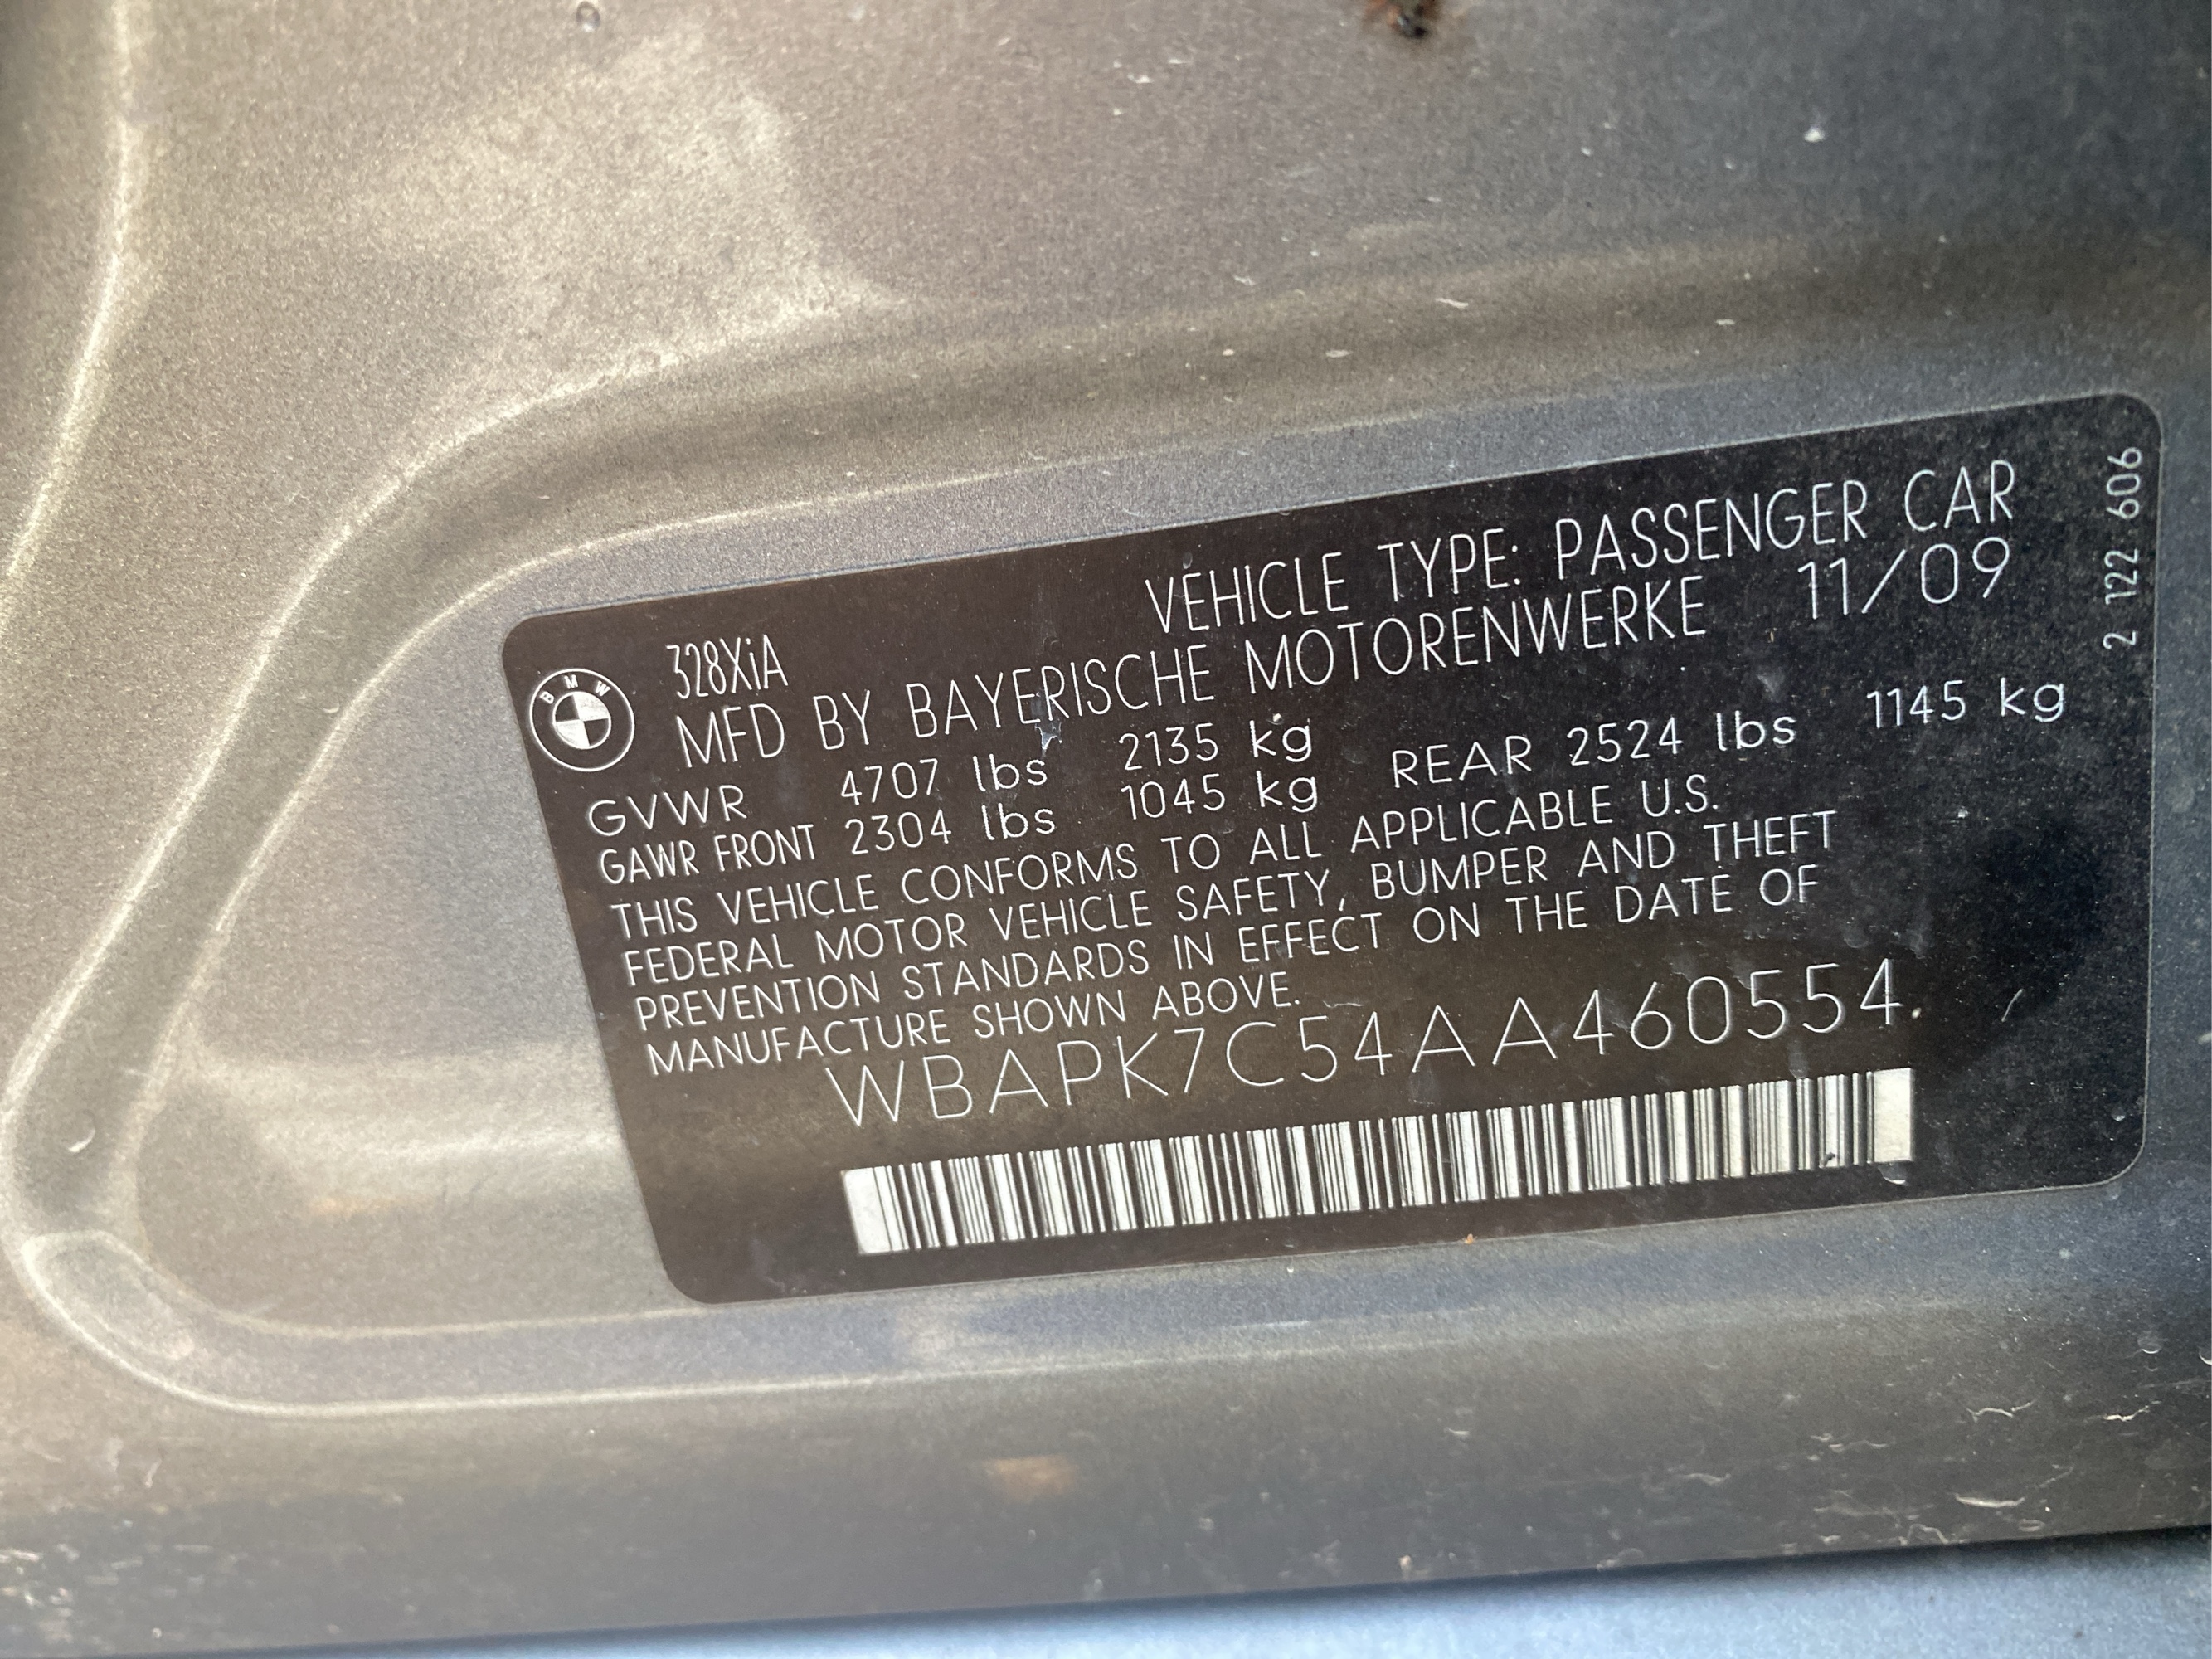 VEHICLE TYPE: PASSENGER CAR
328XiA
MFD BY BAYERISCHE MOTORENWERKE 11/09
GVWR 4707 lbs 2135 kg
GAWR FRONT 2304 lbs 1045 kg REAR 2524 lbs 1145 kg
THIS VEHICLE CONFORMS TO ALL APPLICABLE U.S.
FEDERAL MOTOR VEHICLE SAFETY, BUMPER AND THEFT
PREVENTION STANDARDS IN EFFECT ON THE DATE OF
MANUFACTURE SHOWN ABOVE.
WBAPK7C54AA460554
BMW
2 122 606